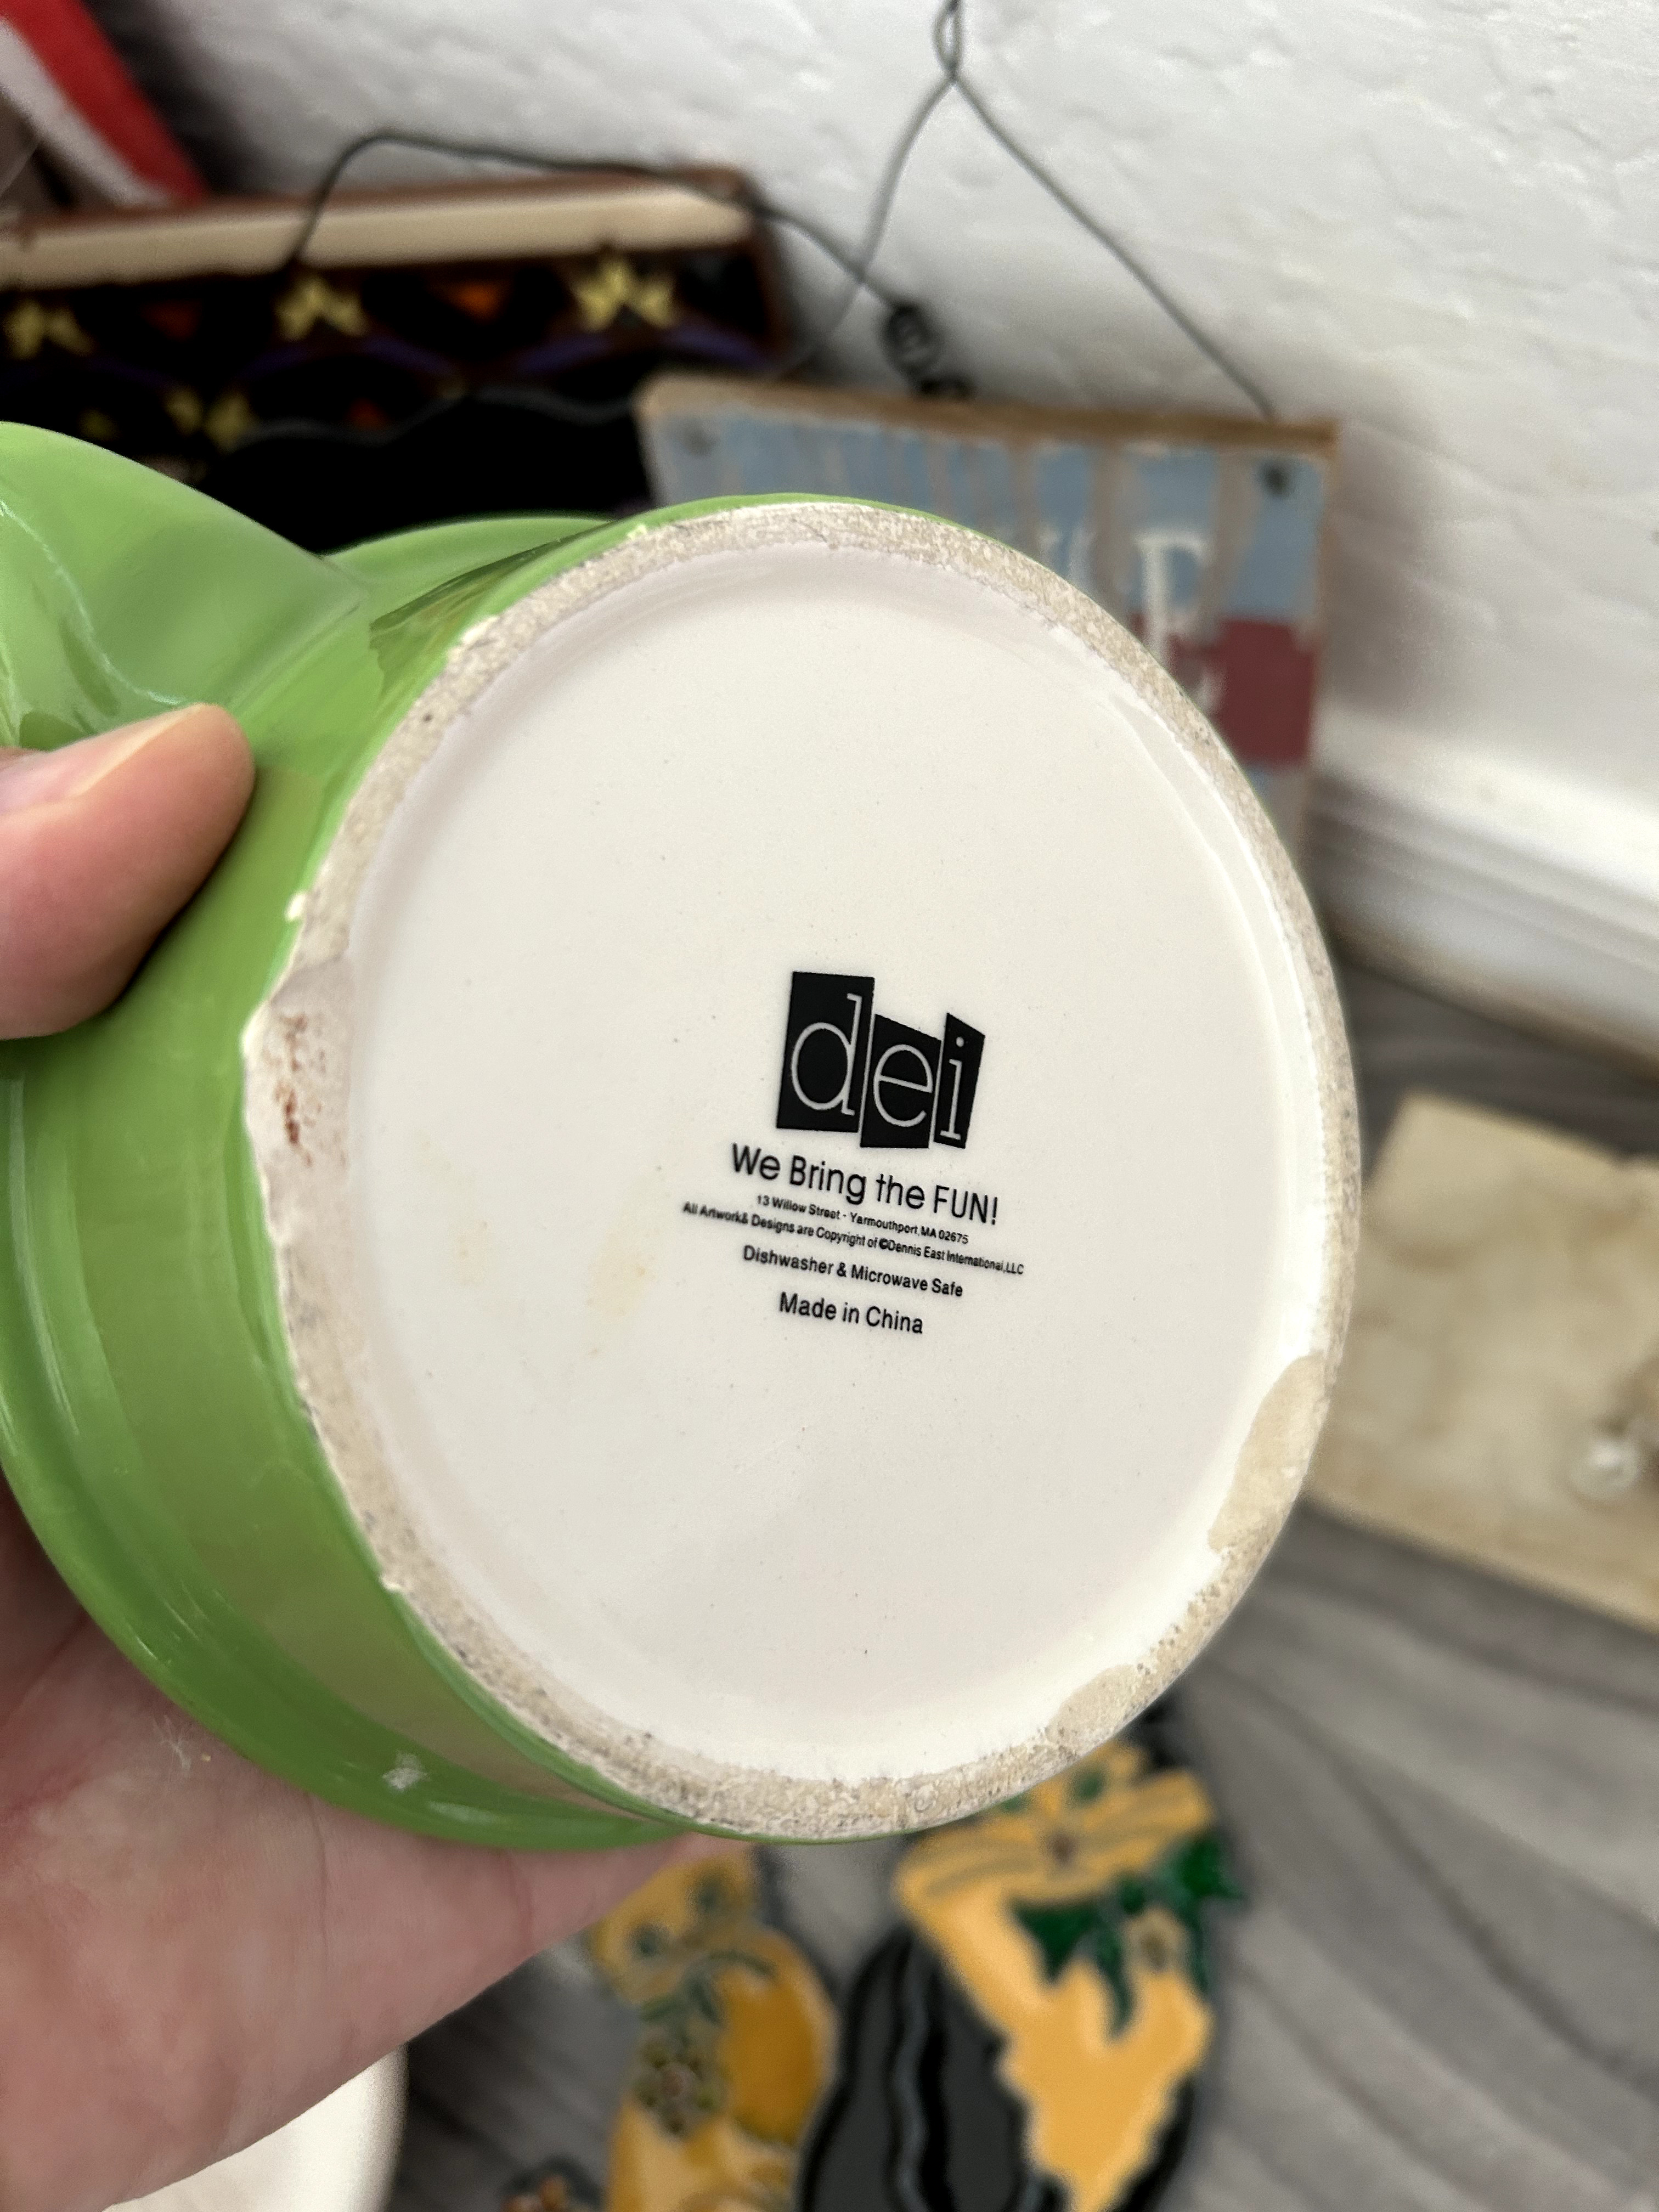 dei
We Bring the FUN!
13 Willow Street - Yarmouthport, MA 02675
All Artwork& Designs are Copyright of ©Dennis East International,LLC
Dishwasher & Microwave Safe
Made in China